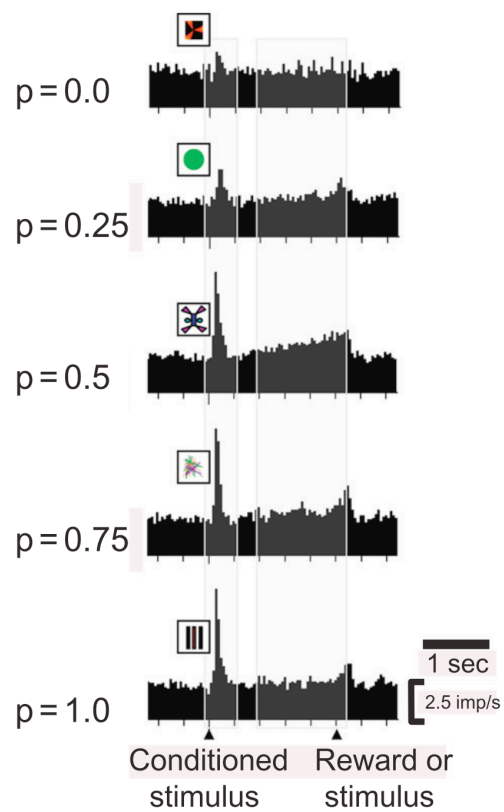 p = 0.0
p = 0.25
p = 0.5
p = 0.75
p = 1.0
1 sec
2.5 imp/s
Conditioned
stimulus
Reward or
stimulus